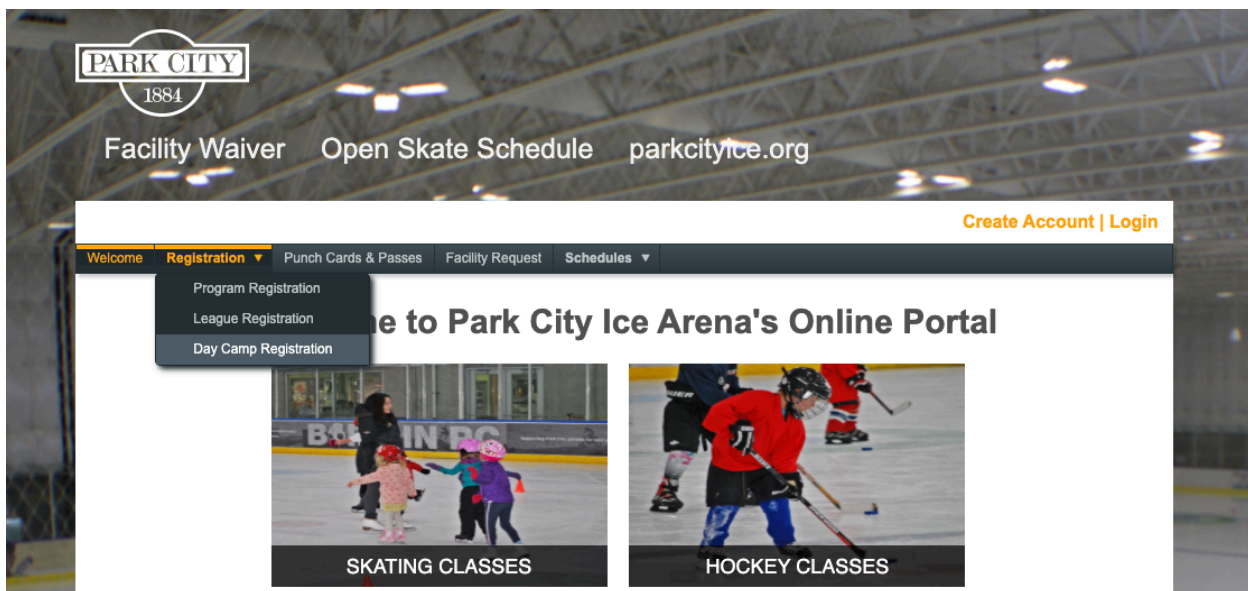 PARK CITY
1884
Facility Waiver Open Skate Schedule parkcityice.org
Create Account | Login
Welcome Registration ▼ Punch Cards & Passes Facility Request Schedules ▼
Program Registration
League Registration
Day Camp Registration
to Park City Ice Arena's Online Portal
SKATING CLASSES
HOCKEY CLASSES